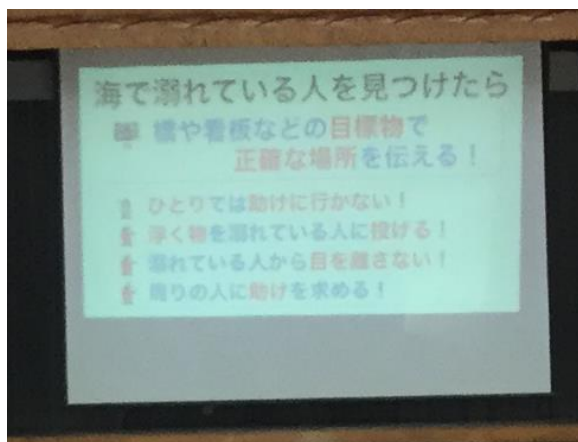 海で溺れている人を見つけたら
橋や看板などの目標物で
正確な場所を伝える！
ひとりでは助けに行かない！
浮く物を溺れている人に投げる！
溺れている人から目を離さない！
周りの人に助けを求める！